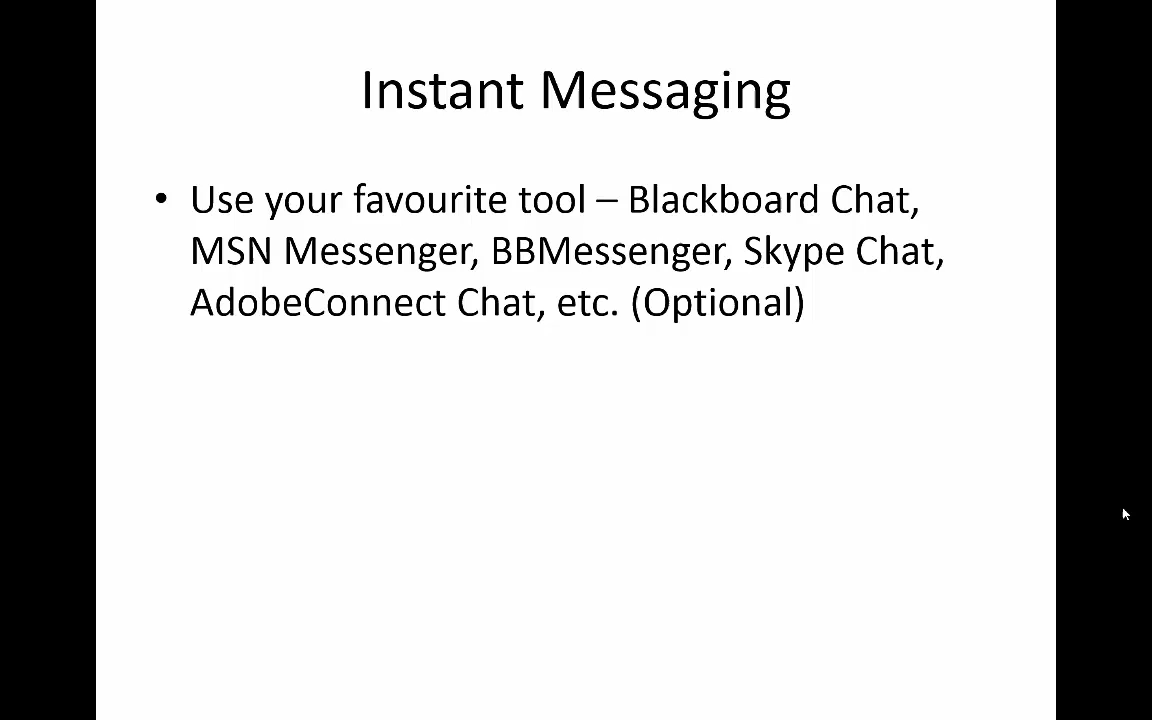 Instant Messaging
• Use your favourite tool – Blackboard Chat,
MSN Messenger, BBMessenger, Skype Chat,
AdobeConnect Chat, etc. (Optional)